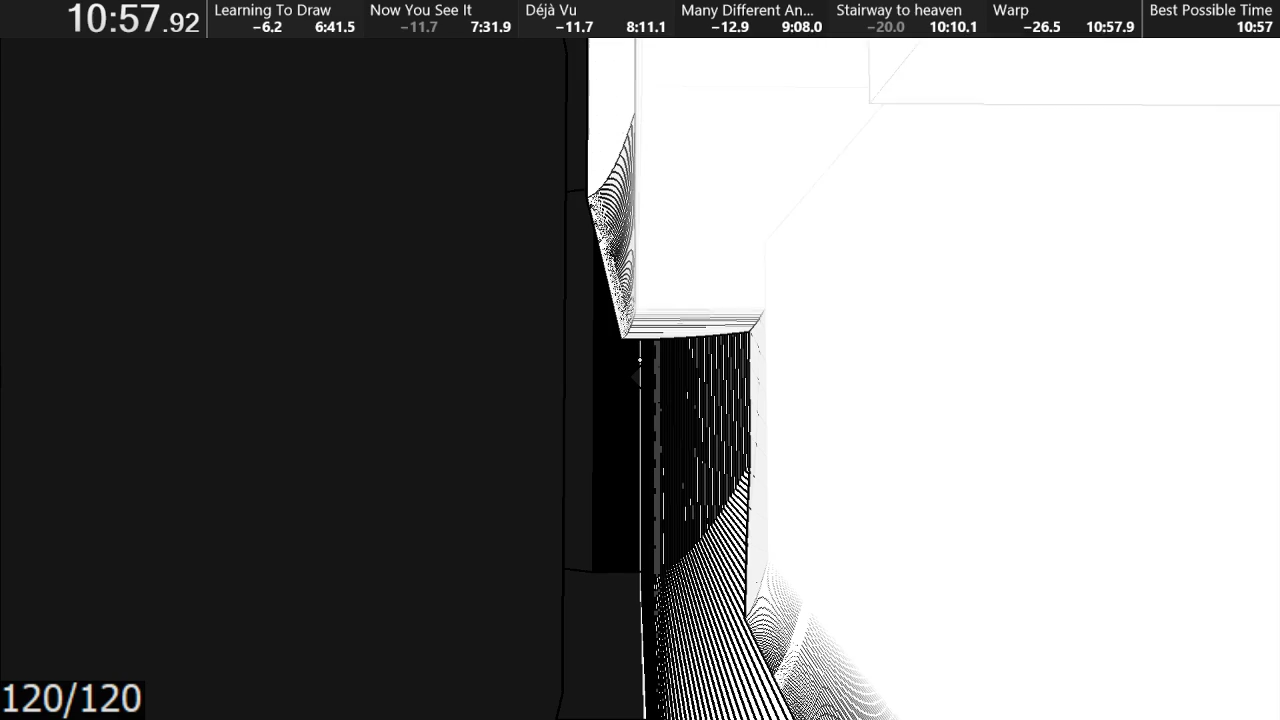 10:57.92
Learning To Draw
−6.2 6:41.5
Now You See It
−11.7 7:31.9
Déjà Vu
−11.7 8:11.1
Many Different An...
−12.9 9:08.0
Stairway to heaven
−20.0 10:10.1
Warp
−26.5 10:57.9
Best Possible Time
10:57
120/120